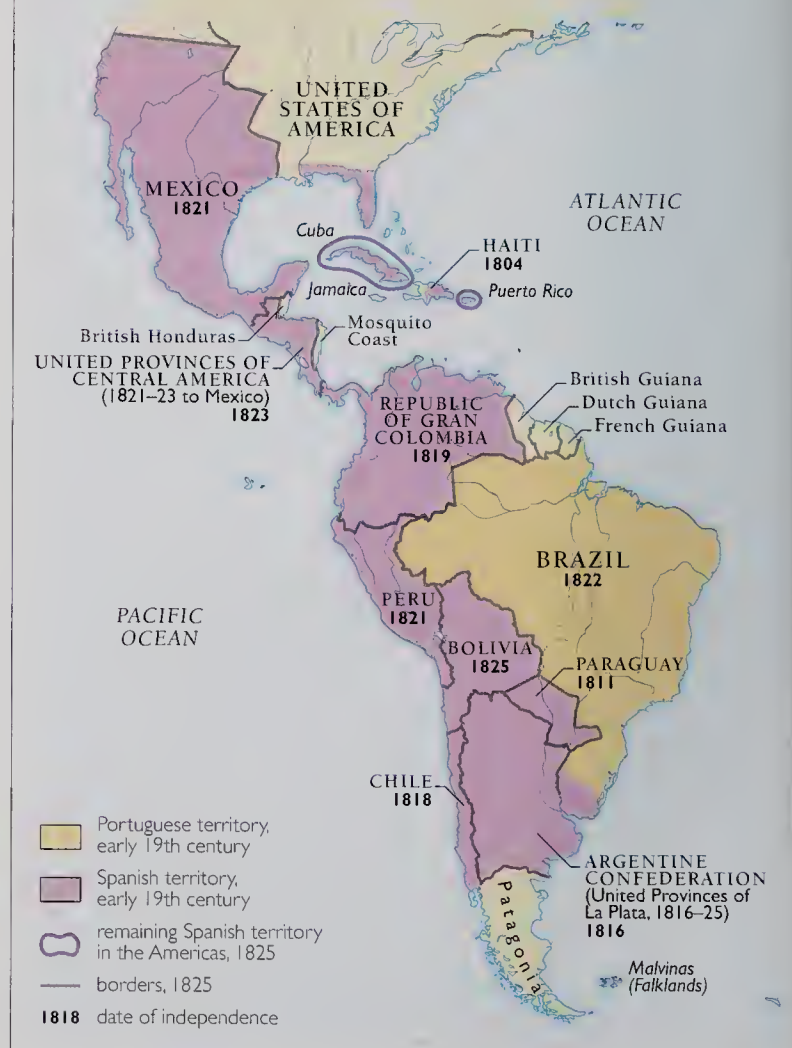 UNITED
STATES OF
AMERICA
MEXICO
1821
ATLANTIC
OCEAN
Cuba
HAITI
1804
Jamaica
Puerto Rico
British Honduras
Mosquito
Coast
UNITED PROVINCES OF
CENTRAL AMERICA
(1821–23 to Mexico)
1823
British Guiana
Dutch Guiana
French Guiana
REPUBLIC
OF GRAN
COLOMBIA
1819
BRAZIL
1822
PACIFIC
OCEAN
PERU
1821
BOLIVIA
1825
PARAGUAY
1811
CHILE
1818
ARGENTINE
CONFEDERATION
(United Provinces of
La Plata, 1816–25)
1816
Patagonia
Malvinas
(Falklands)
Portuguese territory,
early 19th century
Spanish territory,
early 19th century
remaining Spanish territory
in the Americas, 1825
borders, 1825
1818 date of independence